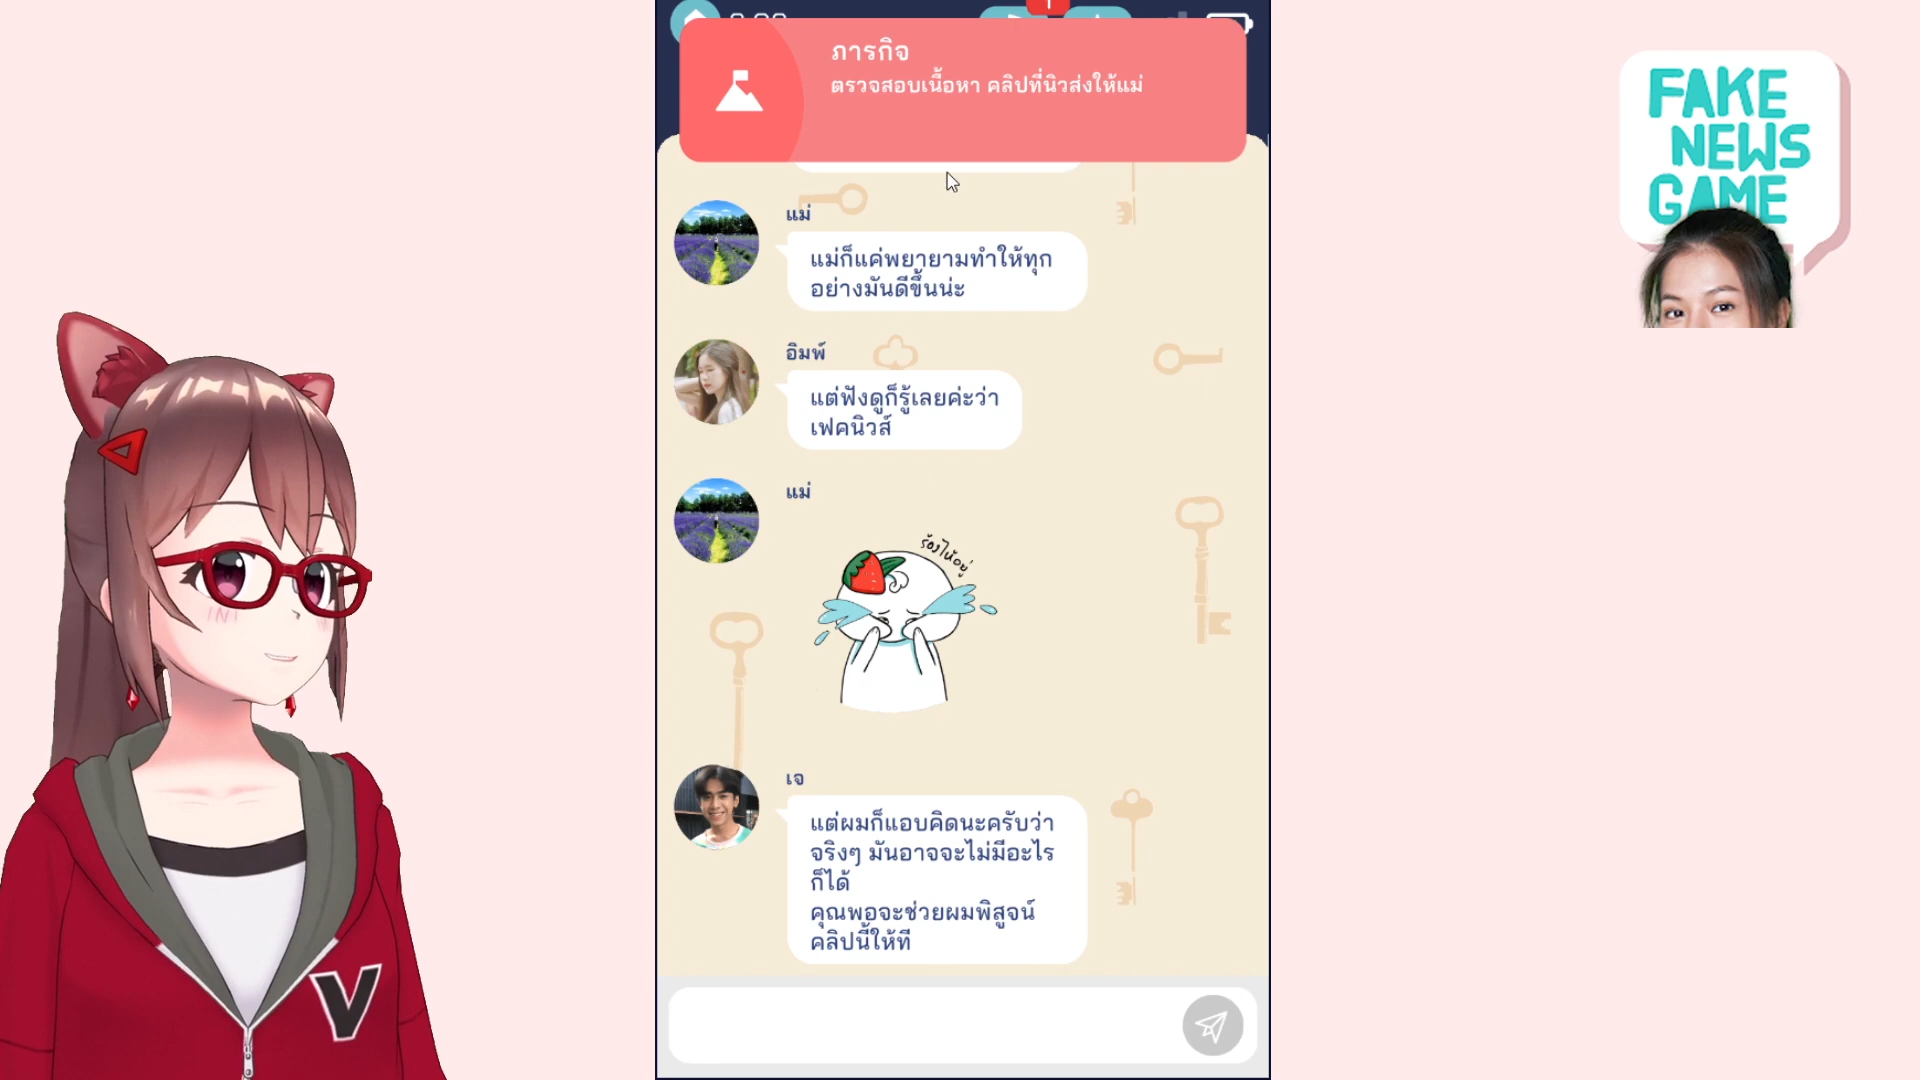 ภารกิจ
ตรวจสอบเนื้อหา คลิปที่นิวส่งให้แม่
FAKE
NEWS
GAME
แม่
แม่ก็แค่พยายามทำให้ทุก
อย่างมันดีขึ้นน่ะ
อิมพ์
แต่ฟังดูก็รู้เลยค่ะว่า
เฟคนิวส์
แม่
ร้องไห้อยู่
เจ
แต่ผมก็แอบคิดนะครับว่า
จริงๆ มันอาจจะไม่มีอะไร
ก็ได้
คุณพอจะช่วยผมพิสูจน์
คลิปนี้ให้ที
V